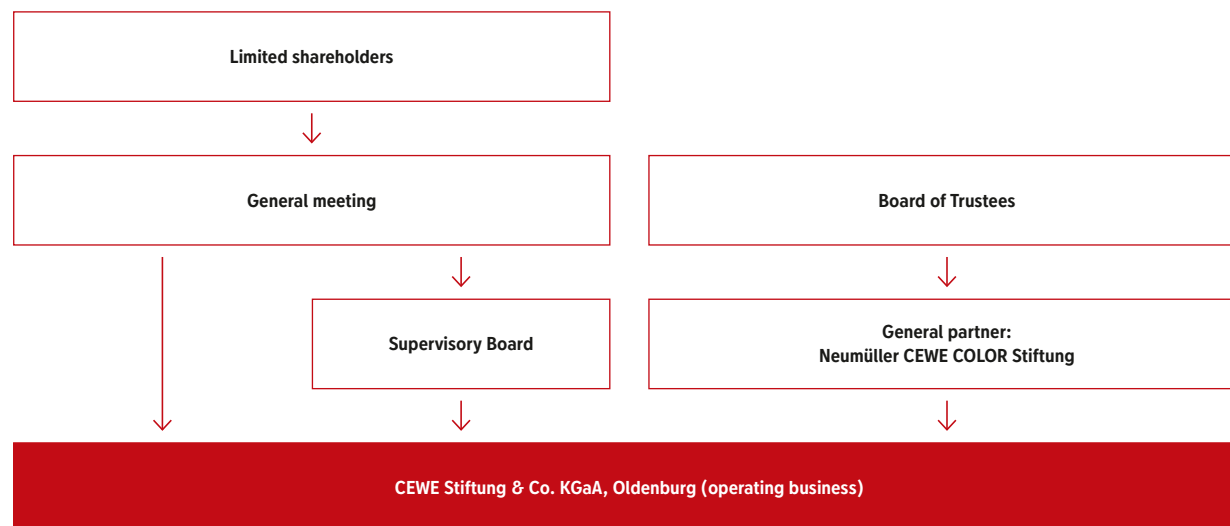 Limited shareholders
General meeting
Board of Trustees
Supervisory Board
General partner:
Neumüller CEWE COLOR Stiftung
CEWE Stiftung & Co. KGaA, Oldenburg (operating business)